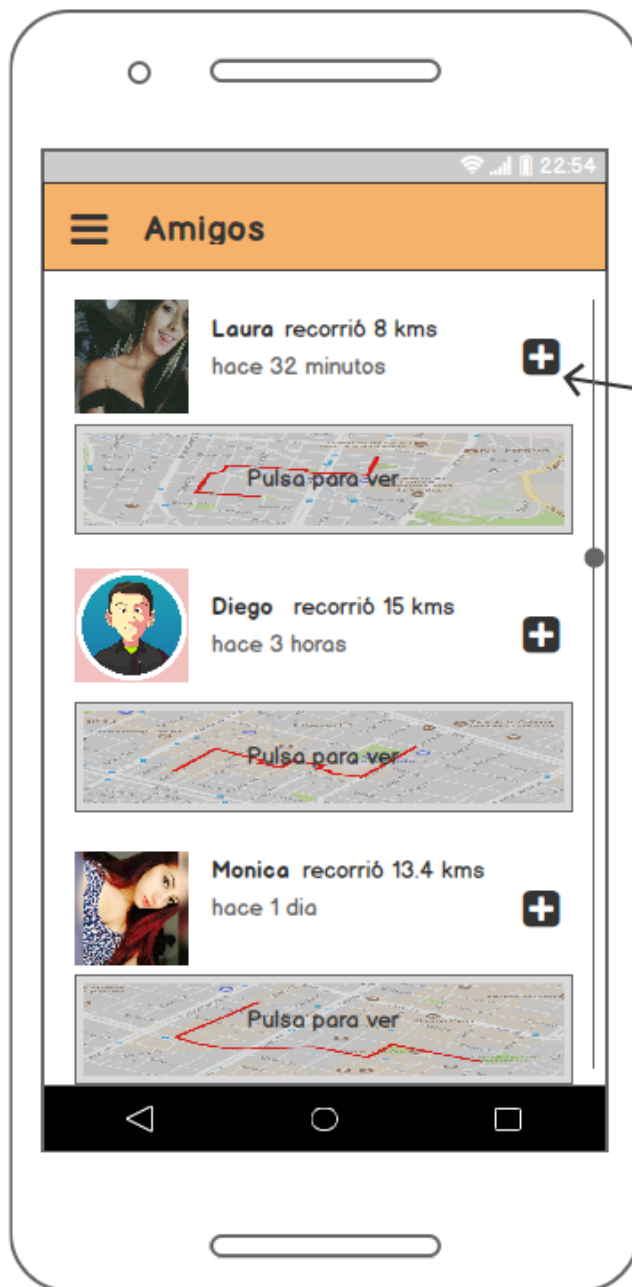 22:54
Amigos
Laura recorrió 8 kms
hace 32 minutos
Pulsa para ver
Diego recorrió 15 kms
hace 3 horas
Pulsa para ver
Monica recorrió 13.4 kms
hace 1 dia
Pulsa para ver